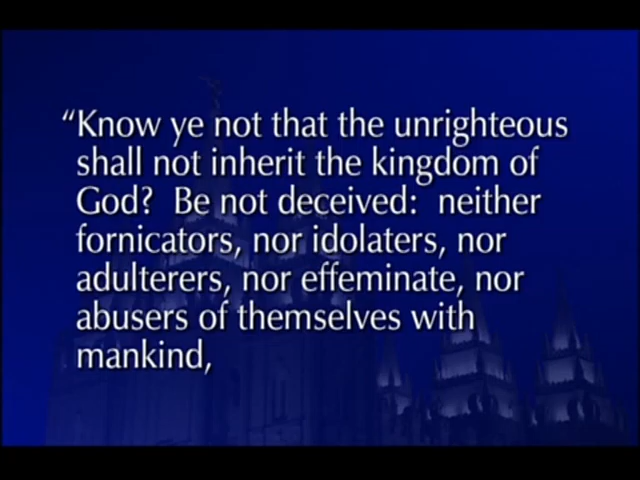 “Know ye not that the unrighteous
shall not inherit the kingdom of
God?  Be not deceived:  neither
fornicators, nor idolaters, nor
adulterers, nor effeminate, nor
abusers of themselves with
mankind,